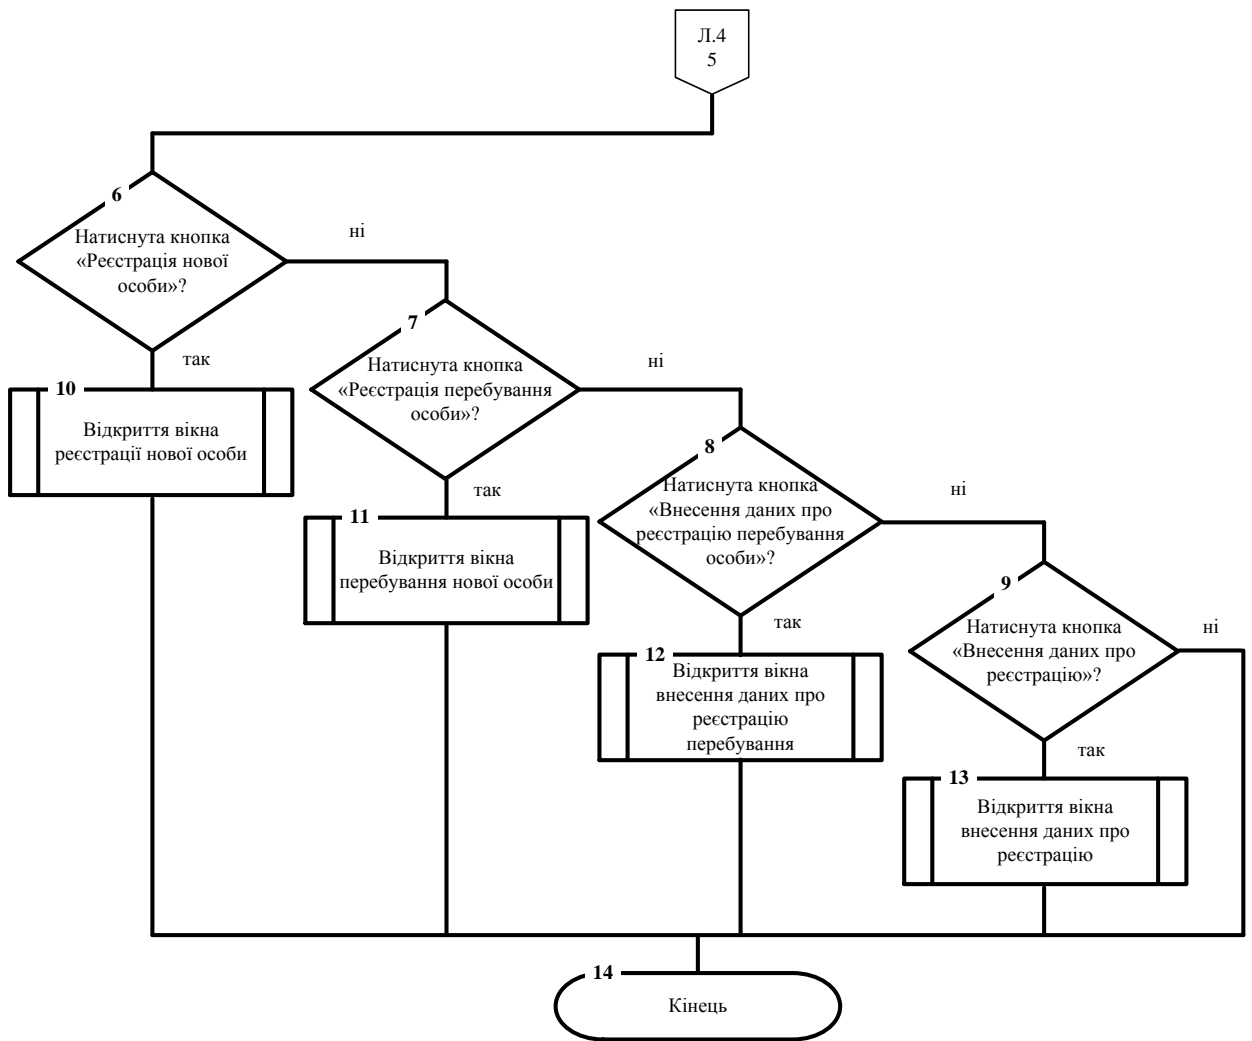 Л.4
5
6
Натиснута кнопка
«Реєстрація нової
особи»?
ні
так
7
Натиснута кнопка
«Реєстрація перебування
особи»?
ні
так
10
Відкриття вікна
реєстрації нової особи
8
Натиснута кнопка
«Внесення даних про
реєстрацію перебування
особи»?
ні
так
11
Відкриття вікна
перебування нової особи
9
Натиснута кнопка
«Внесення даних про
реєстрацію»?
ні
так
12
Відкриття вікна
внесення даних про
реєстрацію
перебування
13
Відкриття вікна
внесення даних про
реєстрацію
14
Кінець